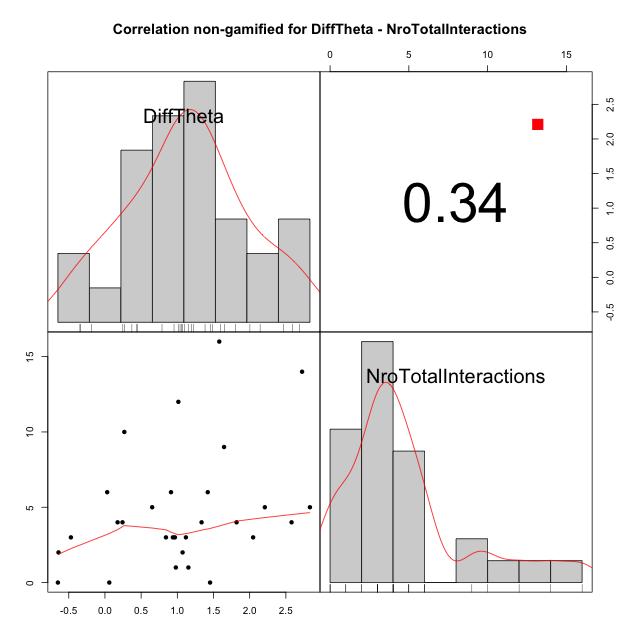 Correlation non-gamified for DiffTheta - NroTotalInteractions
0 5 10 15
DiffTheta
0.34
-0.5 0.0 0.5 1.0 1.5 2.0 2.5
0 5 10 15
NroTotalInteractions
-0.5 0.0 0.5 1.0 1.5 2.0 2.5